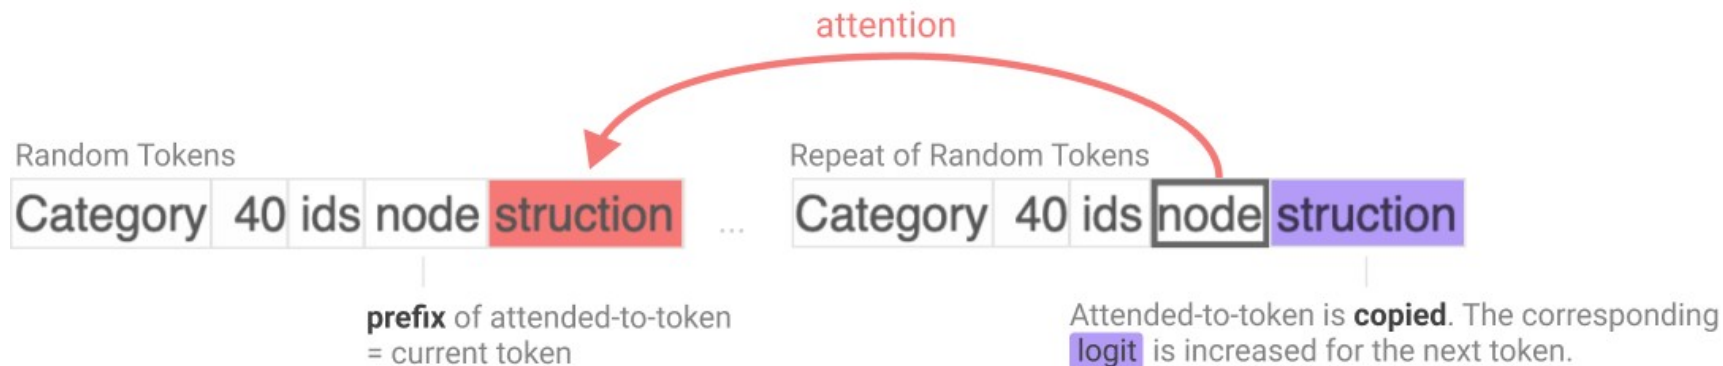 attention
Random Tokens
Category 40 ids node struction
...
Repeat of Random Tokens
Category 40 ids node struction
prefix of attended-to-token
= current token
Attended-to-token is copied. The corresponding
logit is increased for the next token.